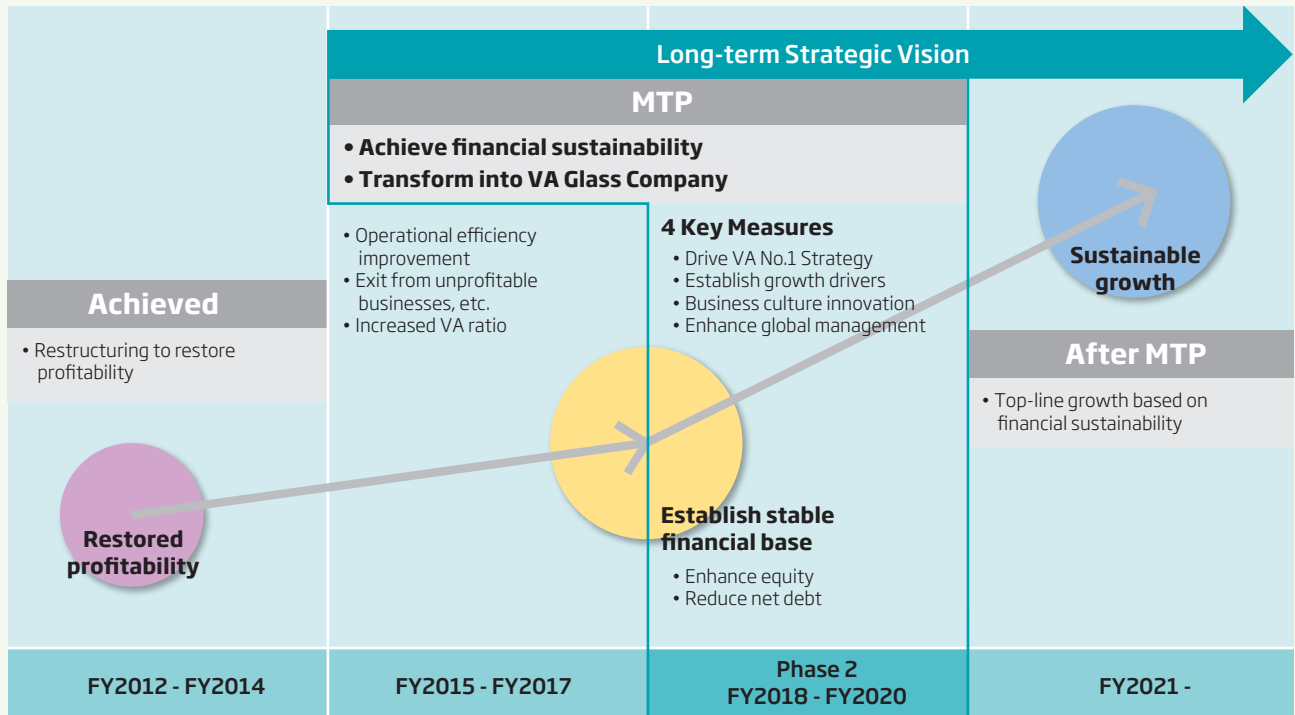 Long-term Strategic Vision
MTP
• Achieve financial sustainability
• Transform into VA Glass Company
Achieved
• Restructuring to restore
profitability
Restored
profitability
• Operational efficiency
improvement
• Exit from unprofitable
businesses, etc.
• Increased VA ratio
4 Key Measures
• Drive VA No.1 Strategy
• Establish growth drivers
• Business culture innovation
• Enhance global management
Establish stable
financial base
• Enhance equity
• Reduce net debt
Sustainable
growth
After MTP
• Top-line growth based on
financial sustainability
FY2012 - FY2014
FY2015 - FY2017
Phase 2
FY2018 - FY2020
FY2021 -